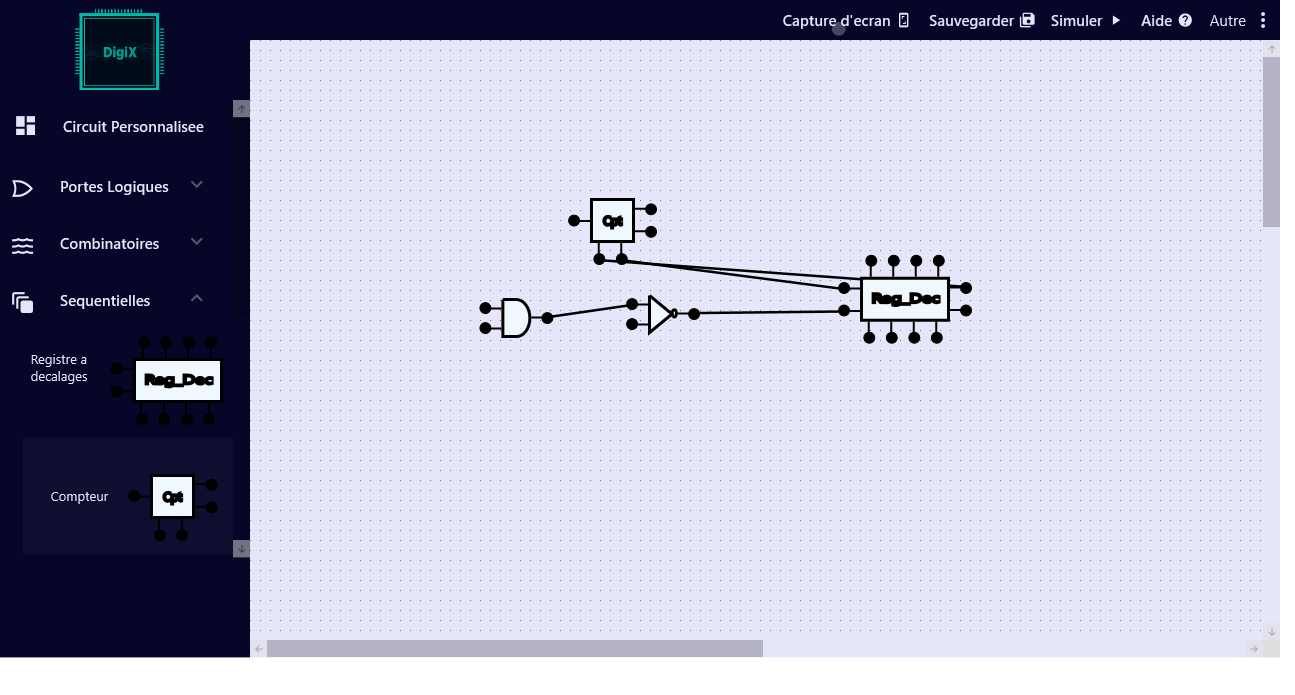 Capture d'ecran Sauvegarder Simuler Aide Autre
DigiX
Circuit Personnalisee
Portes Logiques
Combinatoires
Sequentielles
Registre a
decalages
Reg_Dec
Compteur
Cpt
Cpt
Reg_Dec